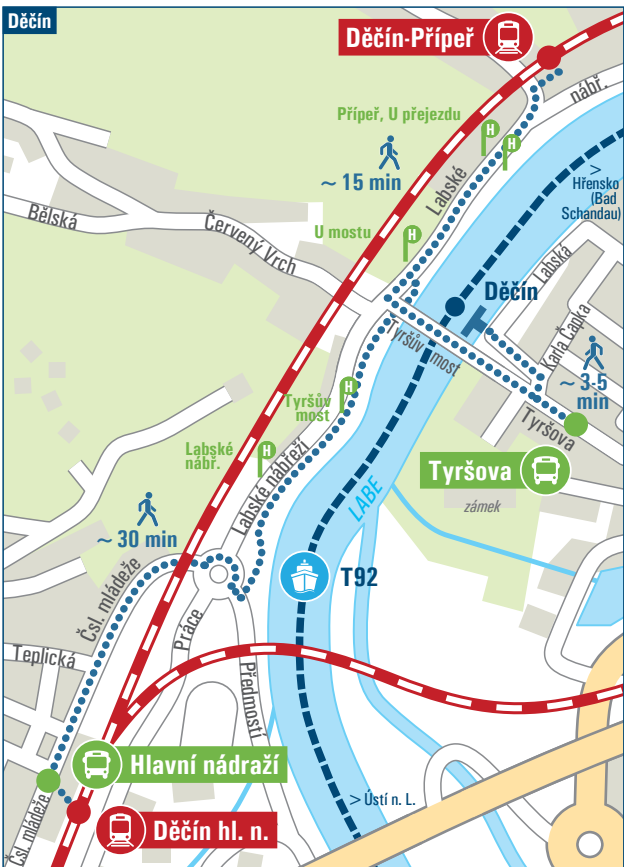 Děčín
Děčín-Přípeř
nábř.
Přípeř, U přejezdu
H
H
~ 15 min
Labské
>
Hřensko
(Bad
Schandau)
Bělská
Červený Vrch
U mostu
H
Labská
Děčín
Karla Čapka
Tyršův most
~ 3-5
min
Tyršova
Tyršův
most
H
Labské
nábř.
H
Labské nábřeží
Tyršova
zámek
LABE
~ 30 min
T92
Čsl. mládeže
Práce
Teplická
Předmostí
Hlavní nádraží
> Ústí n. L.
Děčín hl. n.
Čsl. mládeže